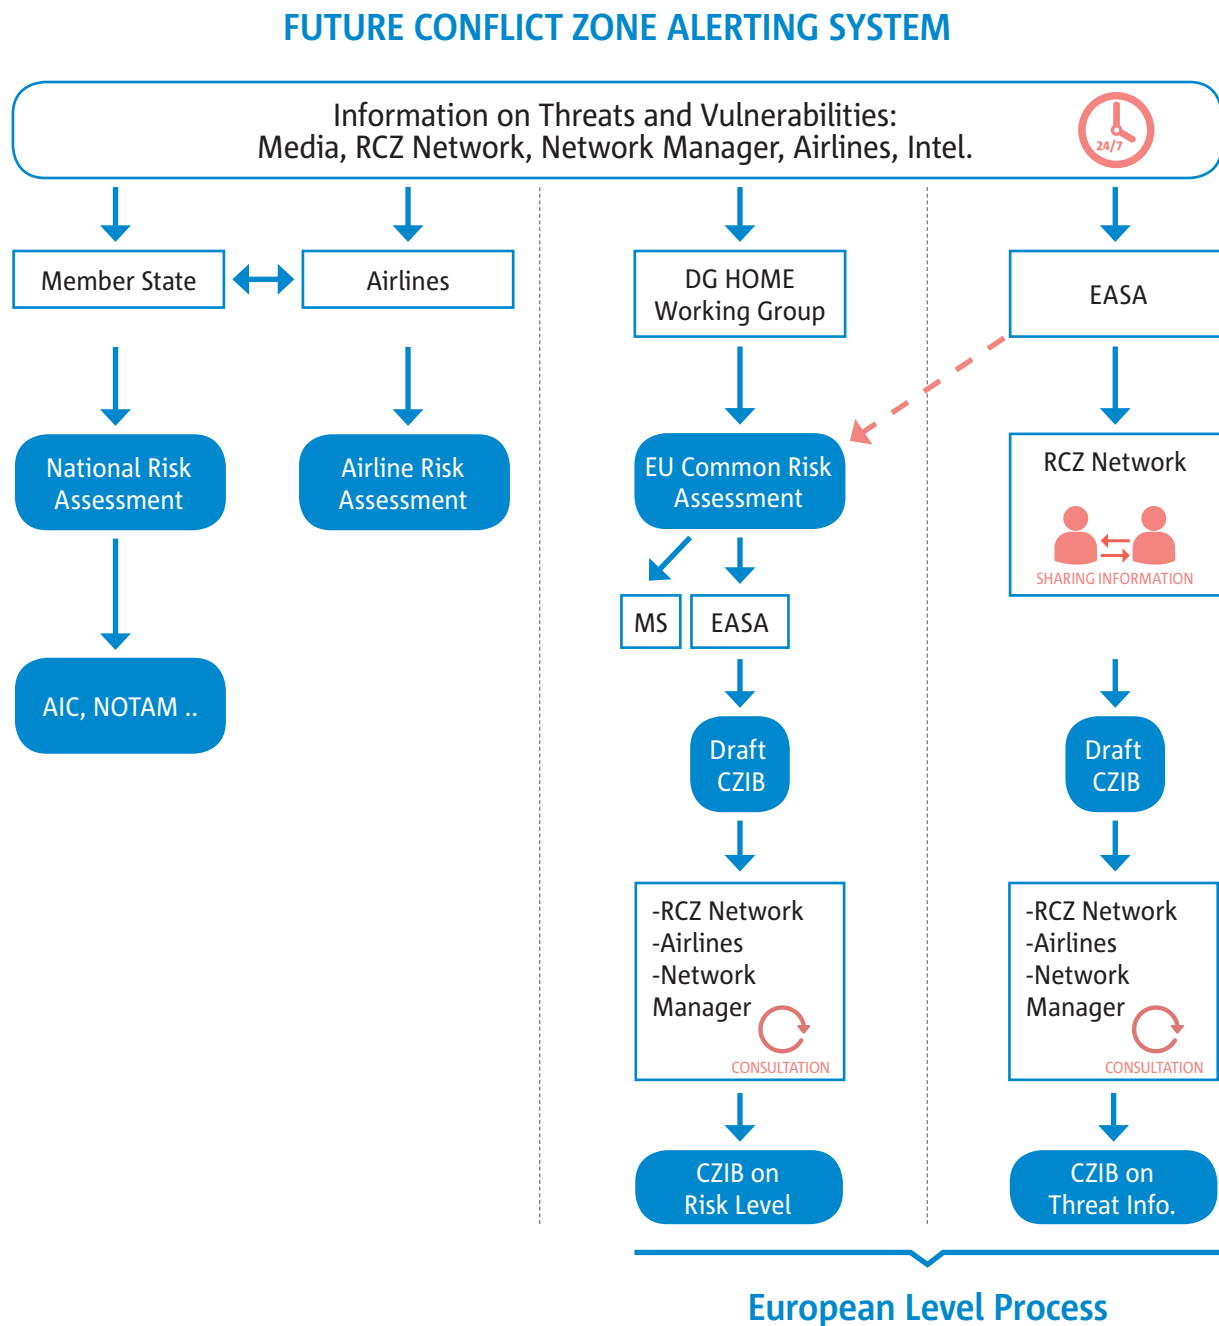 FUTURE CONFLICT ZONE ALERTING SYSTEM
Information on Threats and Vulnerabilities:
Media, RCZ Network, Network Manager, Airlines, Intel.
24/7
Member State
Airlines
DG HOME
Working Group
EASA
National Risk
Assessment
Airline Risk
Assessment
EU Common Risk
Assessment
RCZ Network
SHARING INFORMATION
MS
EASA
AIC, NOTAM ..
Draft
CZIB
Draft
CZIB
-RCZ Network
-Airlines
-Network
Manager
CONSULTATION
-RCZ Network
-Airlines
-Network
Manager
CONSULTATION
CZIB on
Risk Level
CZIB on
Threat Info.
European Level Process